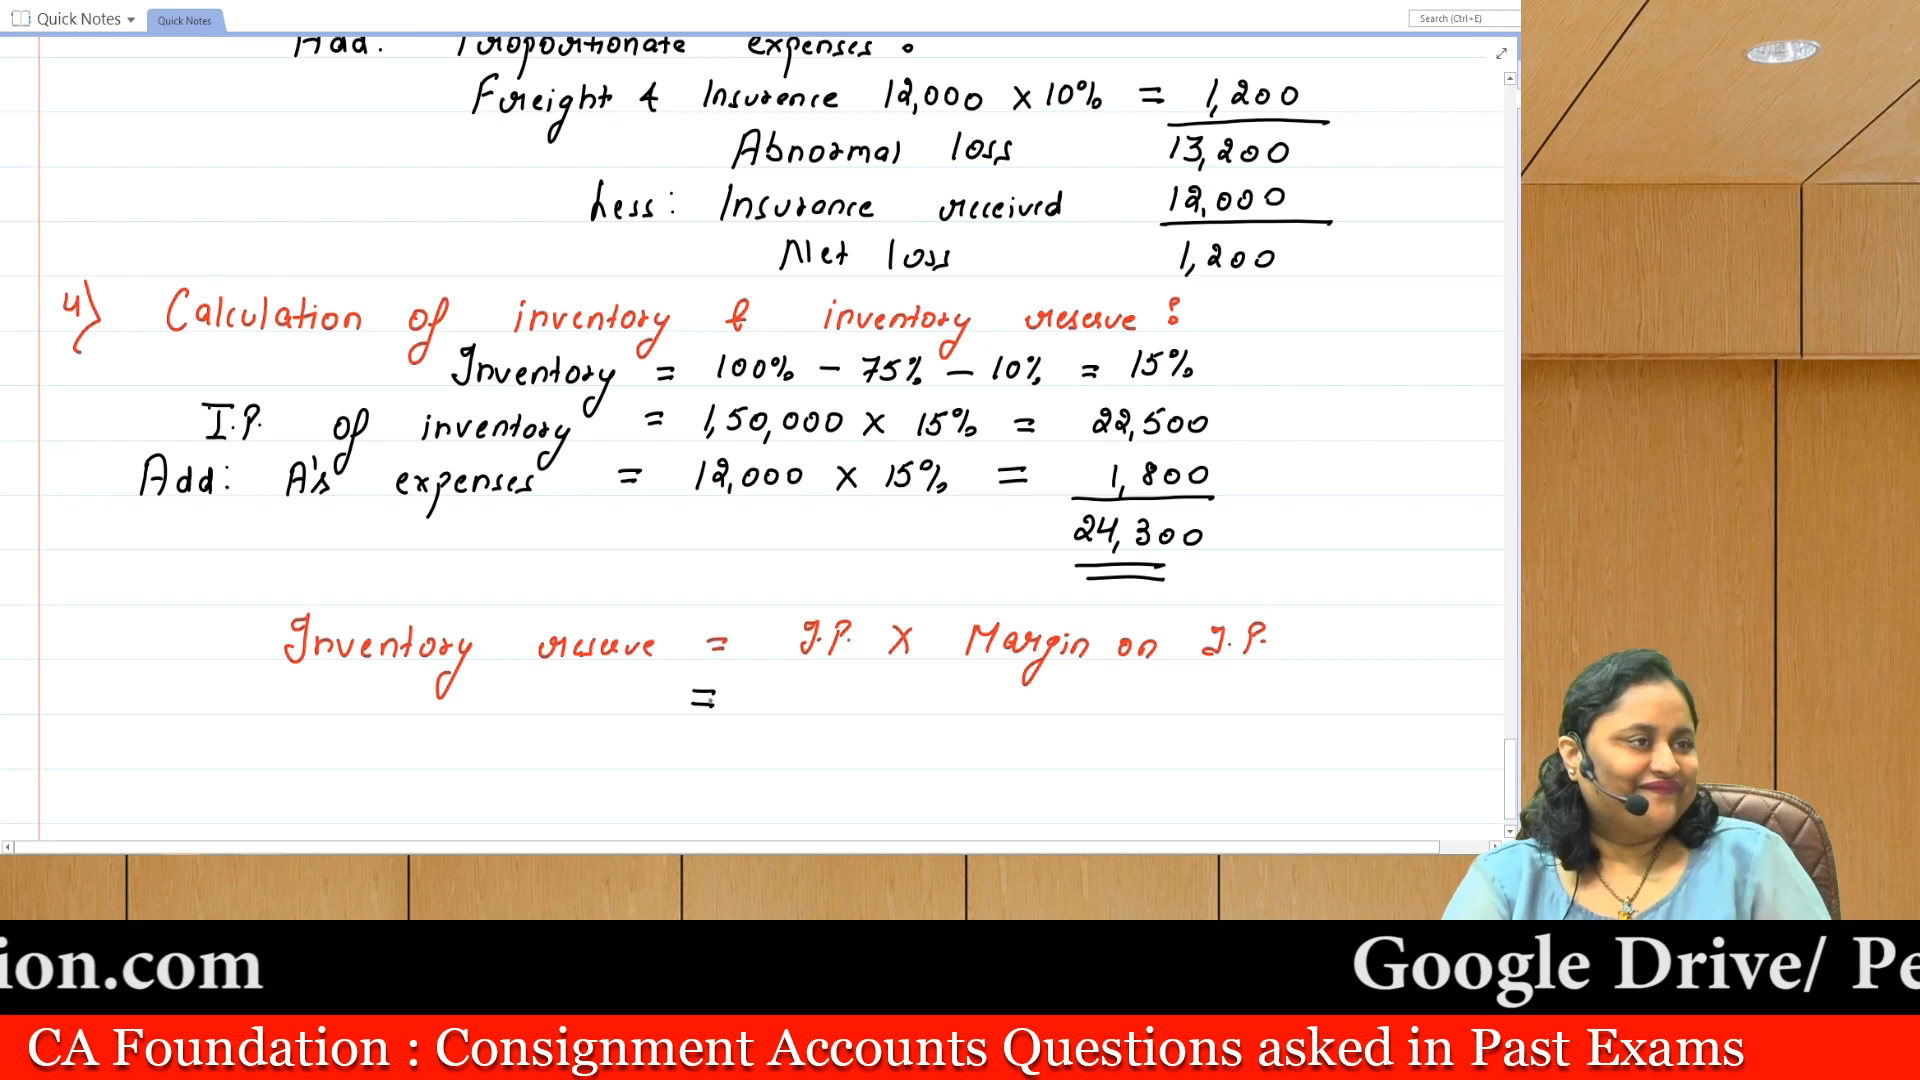 Quick Notes
Quick Notes
Search (Ctrl+E)
Add: Proportionate expenses :
Freight & Insurence 12,000 x 10% = 1,200
Abnormal loss 13,200
Less: Insurance received 12,000
Net loss 1,200
4) Calculation of inventory & inventory reserve :
Inventory = 100% - 75% - 10% = 15%
I.P. of inventory = 1,50,000 x 15% = 22,500
Add: A's expenses = 12,000 x 15% = 1,800
24,300
Inventory reserve = I.P. X Margin on I.P.
=
ion.com Google Drive/ Pe
CA Foundation : Consignment Accounts Questions asked in Past Exams